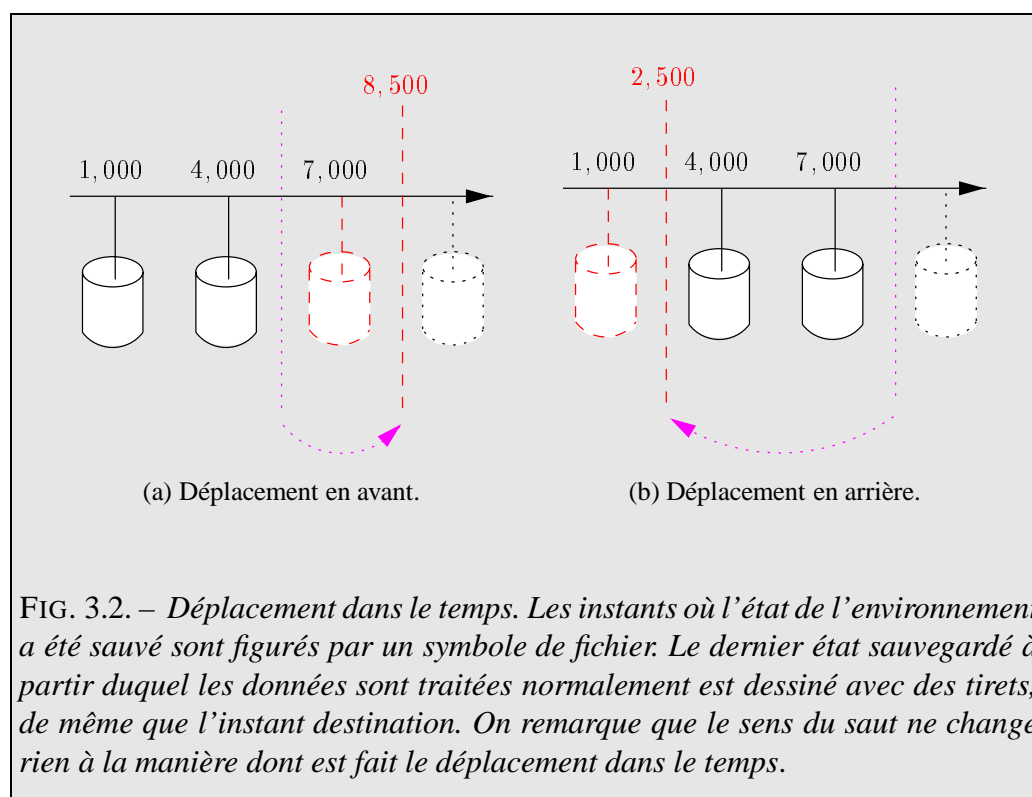 8,500
2,500
1,000 4,000 7,000
1,000 4,000 7,000
(a) Déplacement en avant.
(b) Déplacement en arrière.
FIG. 3.2. – Déplacement dans le temps. Les instants où l'état de l'environnement
a été sauvé sont figurés par un symbole de fichier. Le dernier état sauvegardé à
partir duquel les données sont traitées normalement est dessiné avec des tirets,
de même que l'instant destination. On remarque que le sens du saut ne change
rien à la manière dont est fait le déplacement dans le temps.